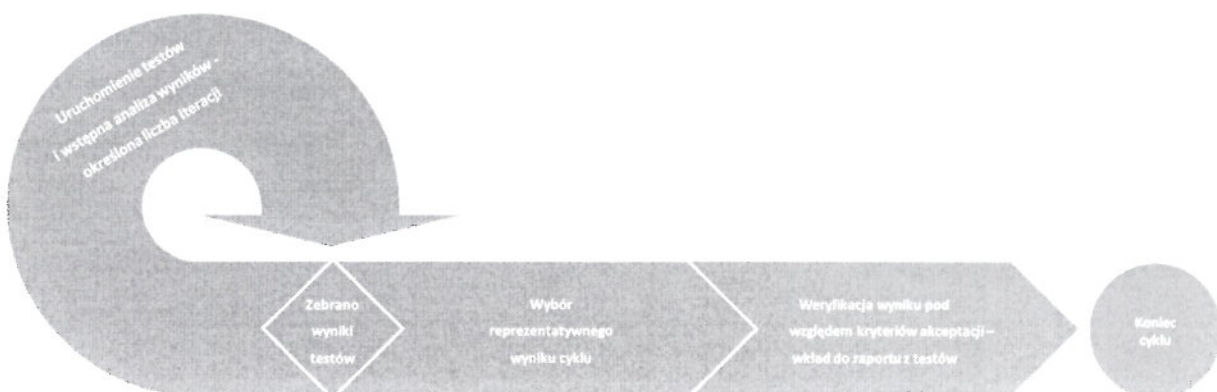 Uruchomienie testów
i wstępna analiza wyników -
określona liczba iteracji
Zebrano
wyniki
testów
Wybór
reprezentatywnego
wyniku cyklu
Weryfikacja wyniku pod
względem kryteriów akceptacji –
wkład do raportu z testów
Koniec
cyklu